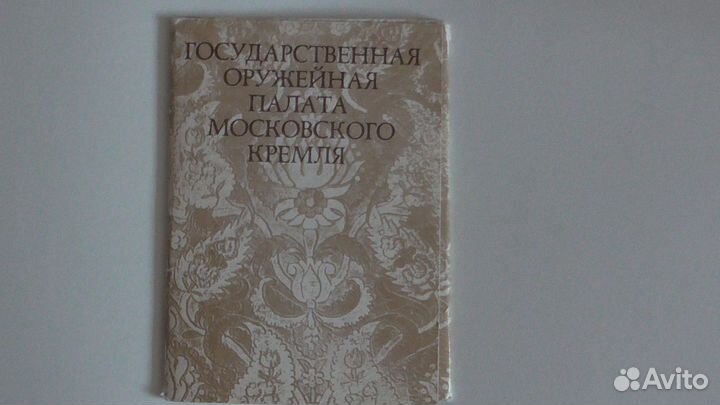 ГОСУДАРСТВЕННАЯ
ОРУЖЕЙНАЯ
ПАЛАТА
МОСКОВСКОГО
КРЕМЛЯ
Avito